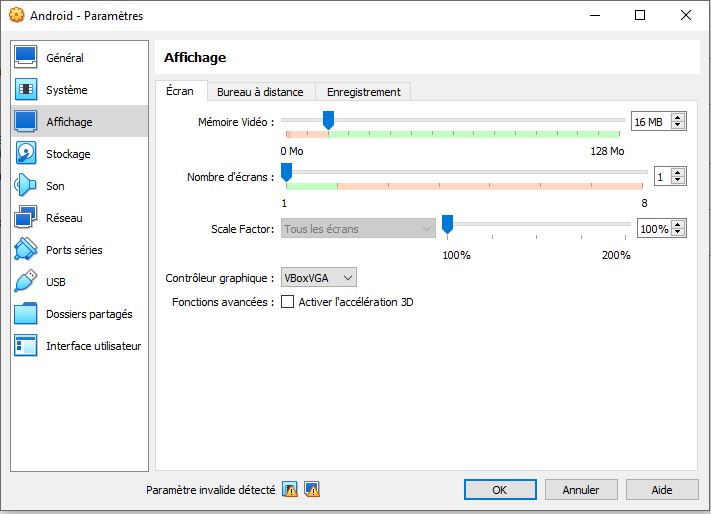 Android - Paramètres
Général
Système
Affichage
Stockage
Son
Réseau
Ports séries
USB
Dossiers partagés
Interface utilisateur
Affichage
Écran
Bureau à distance
Enregistrement
Mémoire Vidéo :
16 MB
0 Mo
128 Mo
Nombre d'écrans :
1
1
8
Scale Factor:
Tous les écrans
100%
100%
200%
Contrôleur graphique :
VBoxVGA
Fonctions avancées :
Activer l'accélération 3D
Paramètre invalide détecté
OK
Annuler
Aide